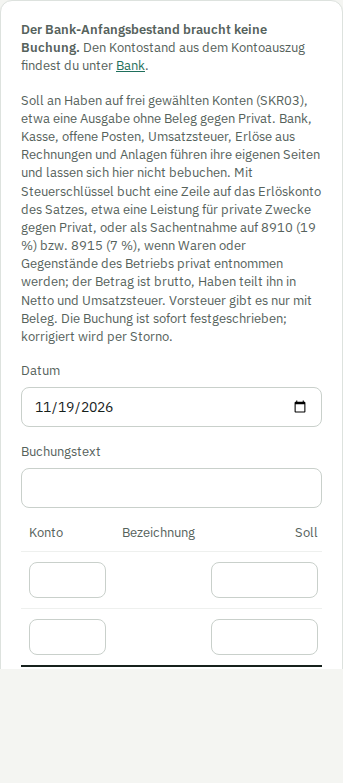 Der Bank-Anfangsbestand braucht keine
Buchung. Den Kontostand aus dem Kontoauszug
findest du unter Bank.
Soll an Haben auf frei gewählten Konten (SKR03),
etwa eine Ausgabe ohne Beleg gegen Privat. Bank,
Kasse, offene Posten, Umsatzsteuer, Erlöse aus
Rechnungen und Anlagen führen ihre eigenen Seiten
und lassen sich hier nicht bebuchen. Mit
Steuerschlüssel bucht eine Zeile auf das Erlöskonto
des Satzes, etwa eine Leistung für private Zwecke
gegen Privat, oder als Sachentnahme auf 8910 (19
%) bzw. 8915 (7 %), wenn Waren oder
Gegenstände des Betriebs privat entnommen
werden; der Betrag ist brutto, Haben teilt ihn in
Netto und Umsatzsteuer. Vorsteuer gibt es nur mit
Beleg. Die Buchung ist sofort festgeschrieben;
korrigiert wird per Storno.
Datum
11/19/2026
Buchungstext
Konto Bezeichnung Soll